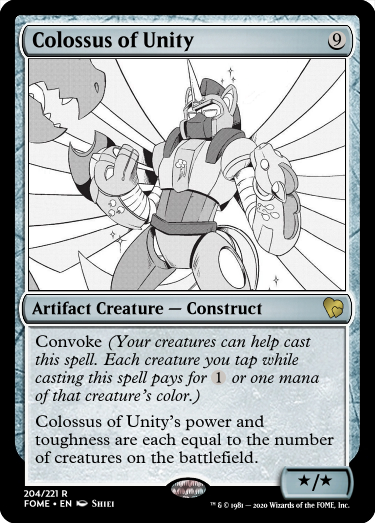 Colossus of Unity 9
Artifact Creature — Construct
Convoke (Your creatures can help cast
this spell. Each creature you tap while
casting this spell pays for 1 or one mana
of that creature's color.)
Colossus of Unity's power and
toughness are each equal to the number
of creatures on the battlefield.
★/★
204/221 R
FOME • EN Shiei
™ & © 1981 — 2020 Wizards of the FOME, Inc.